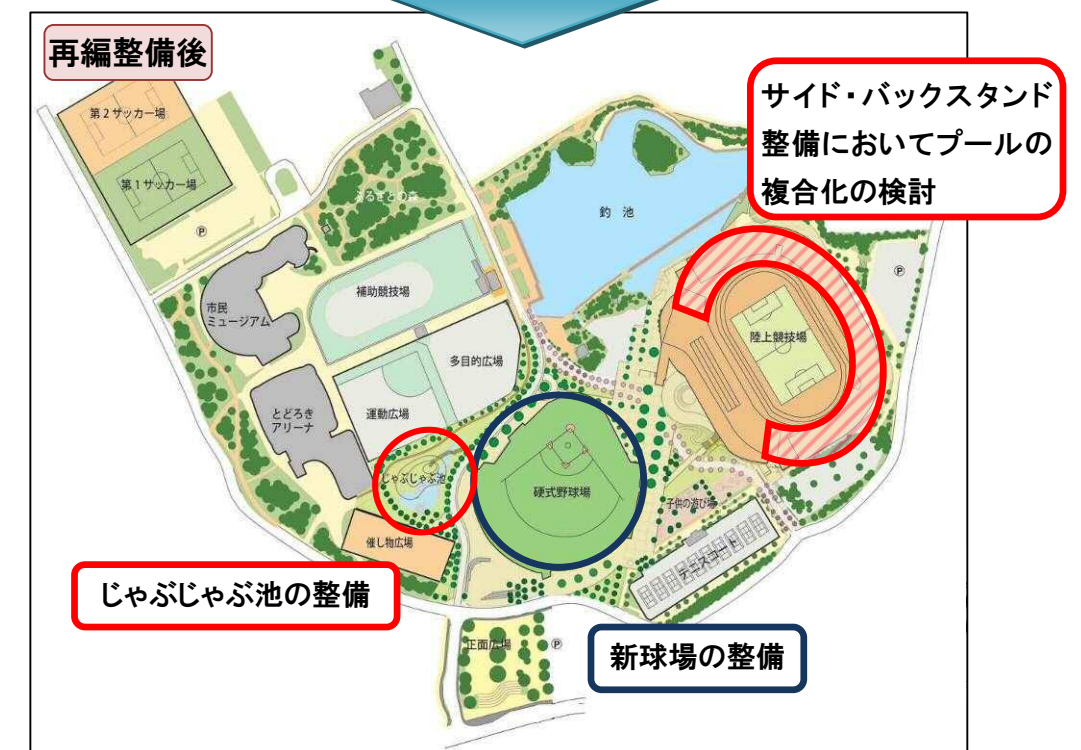 再編整備後
サイド・バックスタンド
整備においてプールの
複合化の検討
第2サッカー場
第1サッカー場
P
ふるさとの森
釣池
P
市民
ミュージアム
補助競技場
陸上競技場
多目的広場
とどろき
アリーナ
運動広場
じゃぶじゃぶ池
硬式野球場
子供の遊び場
催し物広場
テニスコート
じゃぶじゃぶ池の整備
正面広場
P
新球場の整備